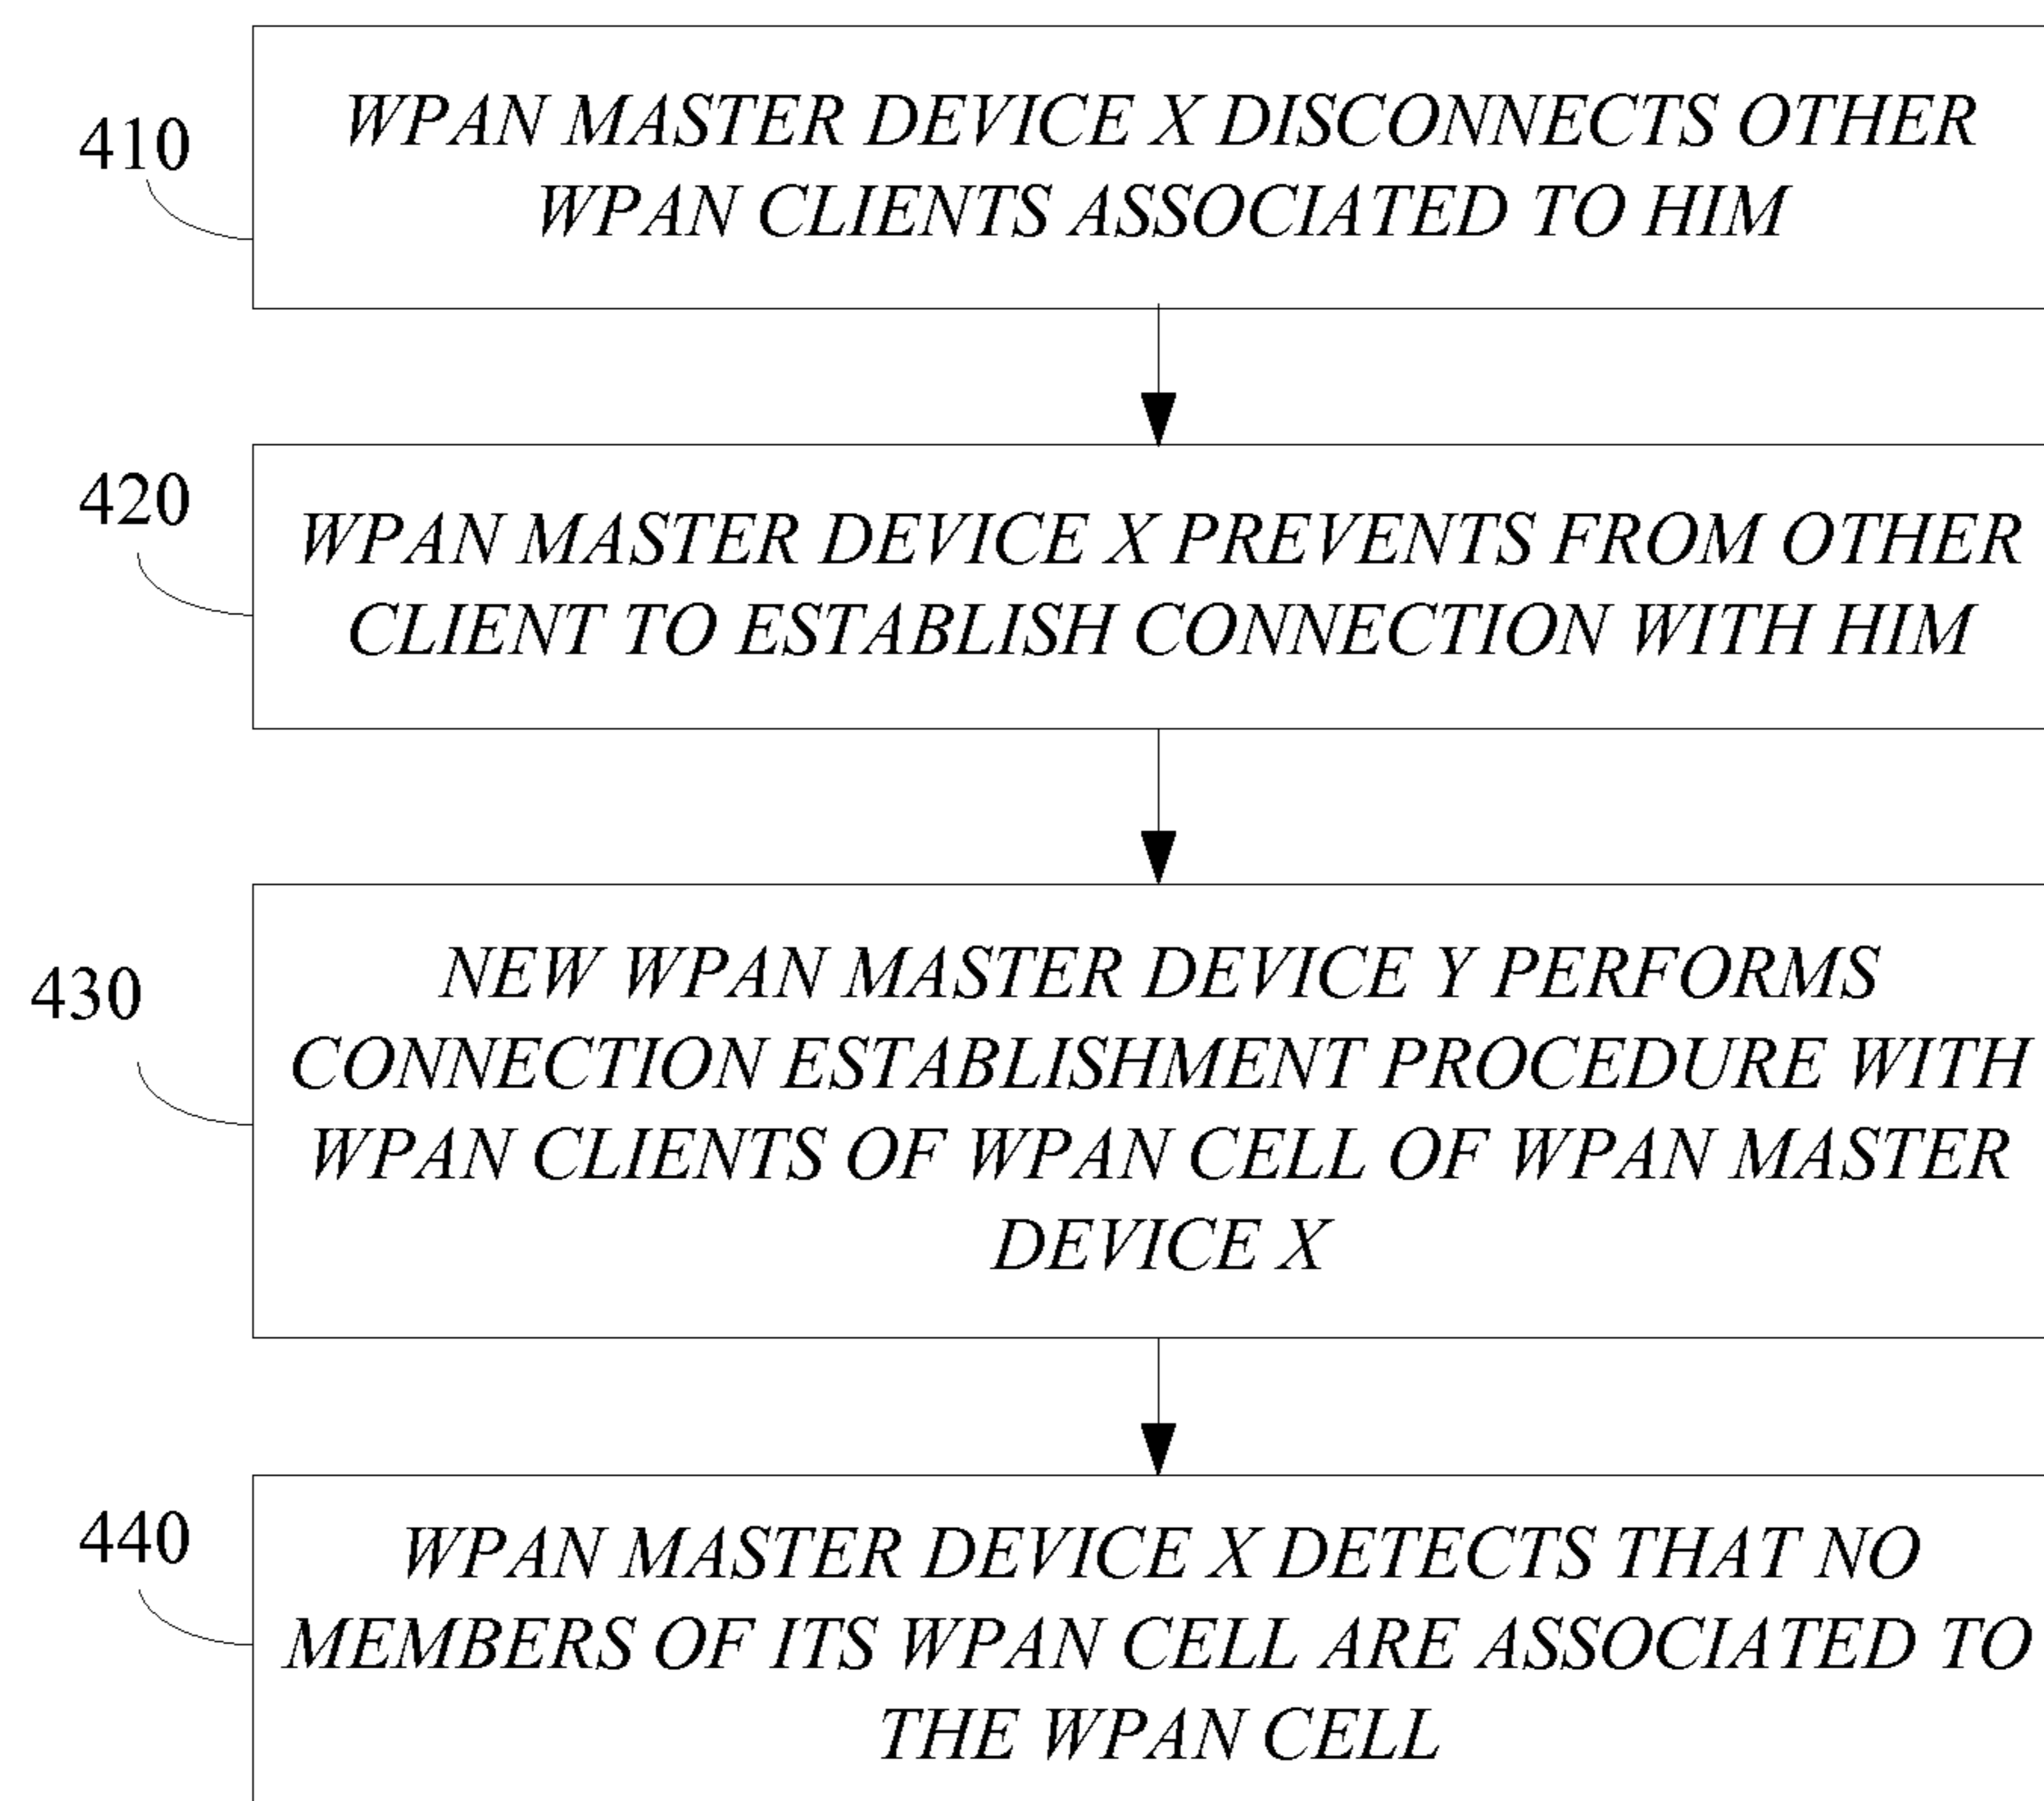 410
WPAN MASTER DEVICE X DISCONNECTS OTHER
WPAN CLIENTS ASSOCIATED TO HIM
420
WPAN MASTER DEVICE X PREVENTS FROM OTHER
CLIENT TO ESTABLISH CONNECTION WITH HIM
430
NEW WPAN MASTER DEVICE Y PERFORMS
CONNECTION ESTABLISHMENT PROCEDURE WITH
WPAN CLIENTS OF WPAN CELL OF WPAN MASTER
DEVICE X
440
WPAN MASTER DEVICE X DETECTS THAT NO
MEMBERS OF ITS WPAN CELL ARE ASSOCIATED TO
THE WPAN CELL